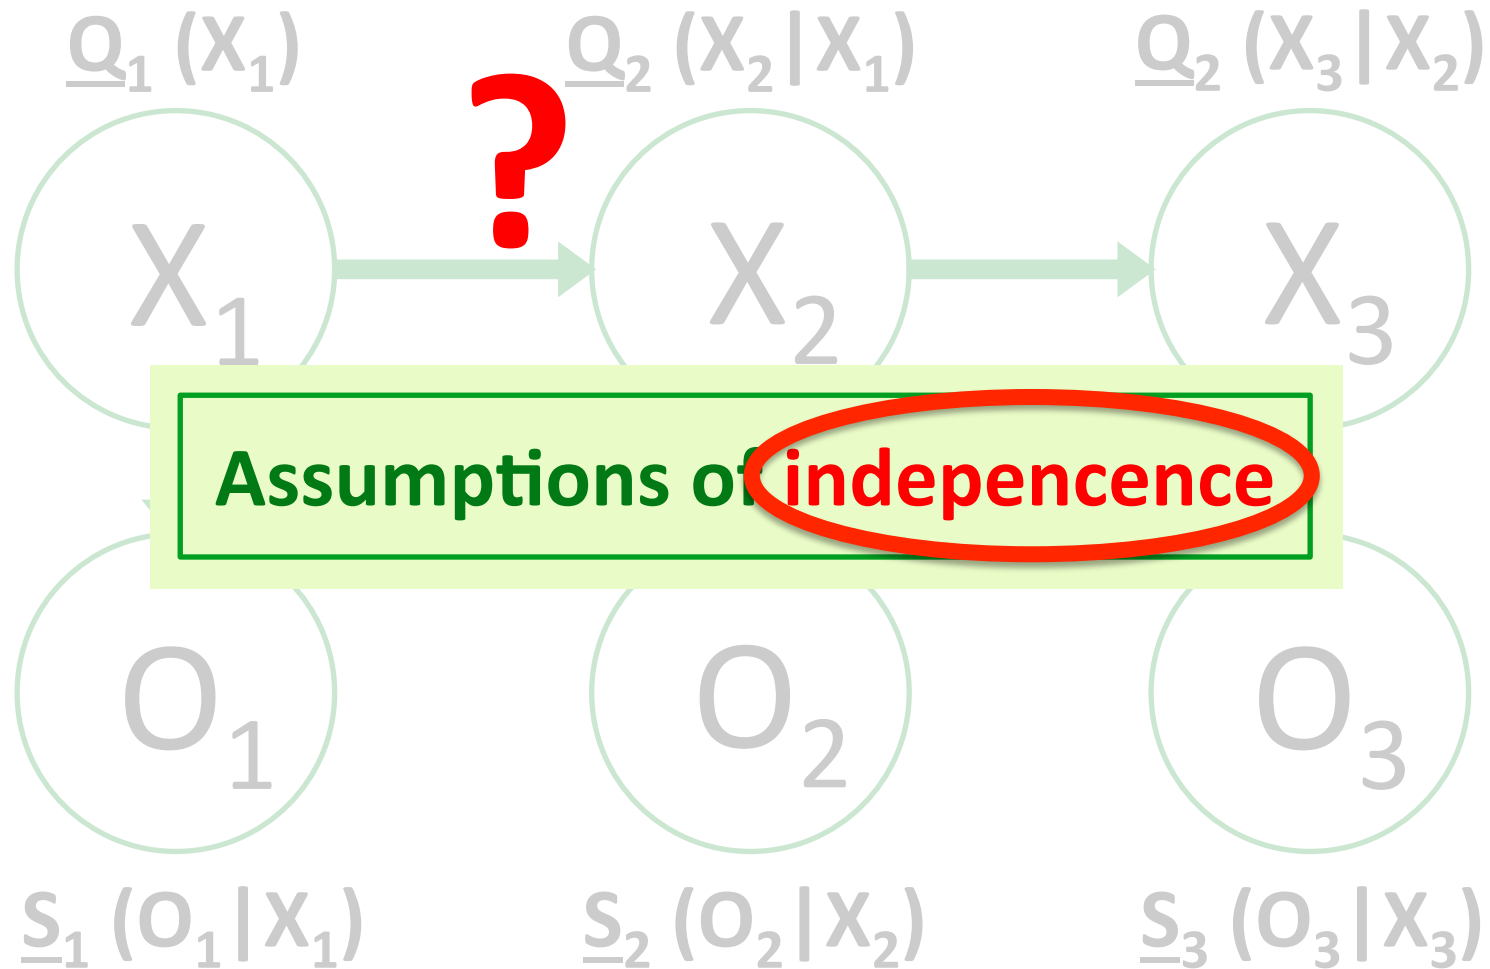 Q₁ (X₁) Q₂ (X₂|X₁) Q₂ (X₃|X₂)
?
X₁ X₂ X₃
Assumptions of indepencence
O₁ O₂ O₃
S₁ (O₁|X₁) S₂ (O₂|X₂) S₃ (O₃|X₃)